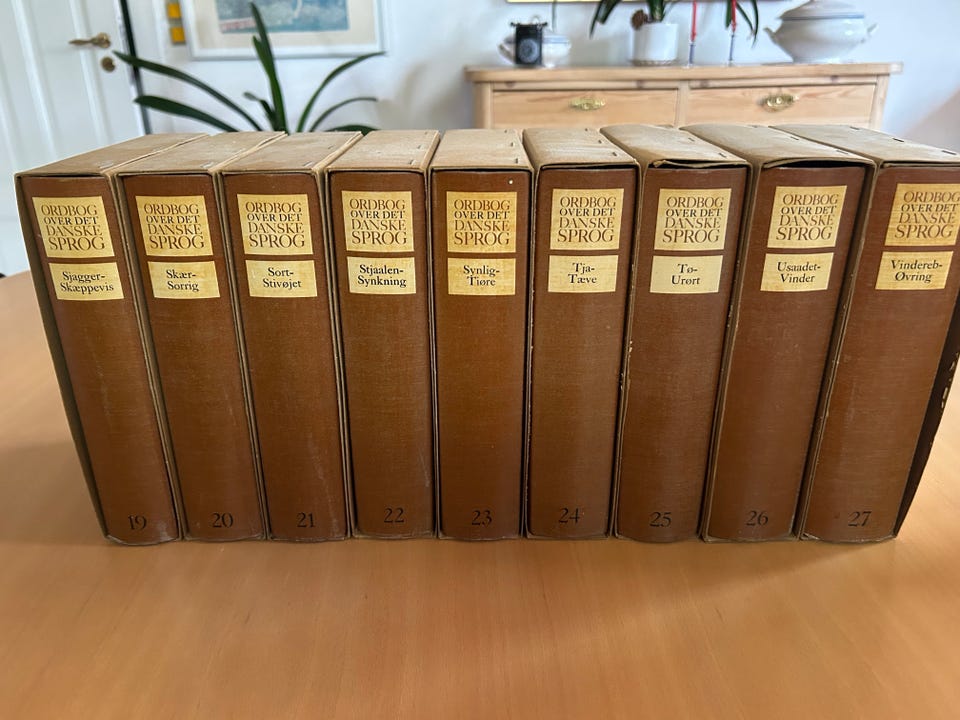 ORDBOG
OVER DET
DANSKE
SPROG
Sjagger-
Skæppevis
19
ORDBOG
OVER DET
DANSKE
SPROG
Skær-
Sorrig
20
ORDBOG
OVER DET
DANSKE
SPROG
Sort-
Stivøjet
21
ORDBOG
OVER DET
DANSKE
SPROG
Stjaalen-
Synkning
22
ORDBOG
OVER DET
DANSKE
SPROG
Synlig-
Tiøre
23
ORDBOG
OVER DET
DANSKE
SPROG
Tja-
Tæve
24
ORDBOG
OVER DET
DANSKE
SPROG
Tø-
Urørt
25
ORDBOG
OVER DET
DANSKE
SPROG
Usaadet-
Vinder
26
ORDBOG
OVER DET
DANSKE
SPROG
Vindereb-
Øvring
27